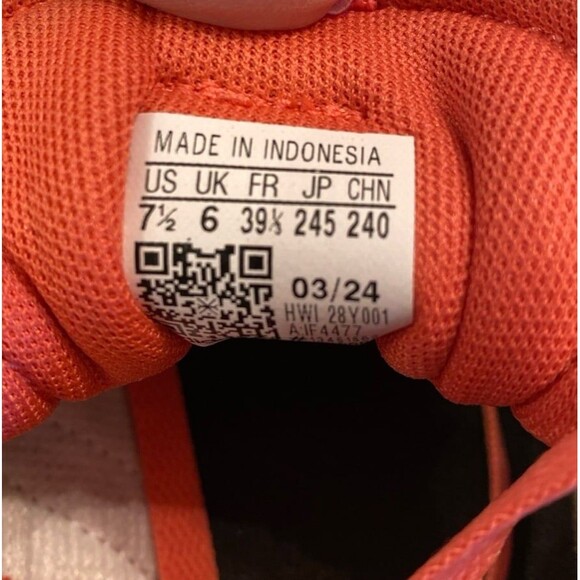 MADE IN INDONESIA
US UK FR JP CHN
7½ 6 39⅓ 245 240
03/24
HWI 28Y001
A:IF4477